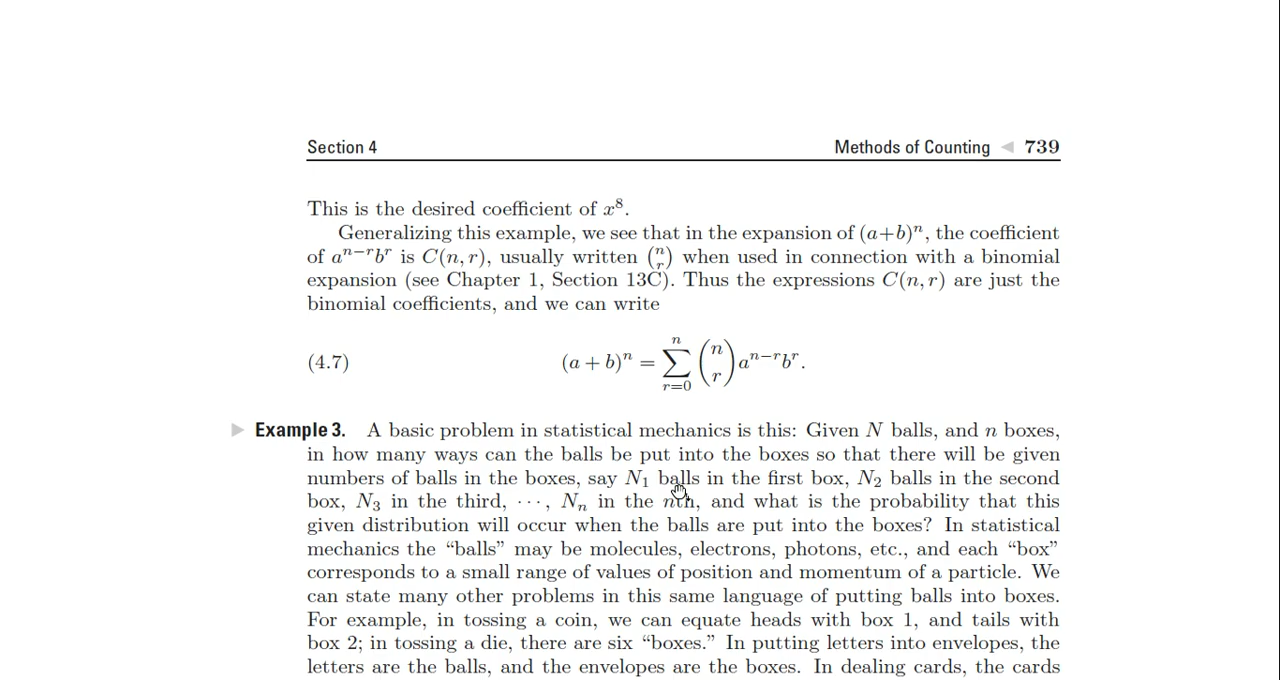 Section 4 Methods of Counting ◀ 739
This is the desired coefficient of x⁸.
Generalizing this example, we see that in the expansion of (a+b)ⁿ, the coefficient
of aⁿ⁻ʳbʳ is C(n, r), usually written (n r) when used in connection with a binomial
expansion (see Chapter 1, Section 13C). Thus the expressions C(n, r) are just the
binomial coefficients, and we can write
(4.7) (a + b)ⁿ = ∑ⁿᵣ₌₀ (n r) aⁿ⁻ʳbʳ.
▶ Example 3. A basic problem in statistical mechanics is this: Given N balls, and n boxes,
in how many ways can the balls be put into the boxes so that there will be given
numbers of balls in the boxes, say N₁ balls in the first box, N₂ balls in the second
box, N₃ in the third, ···, Nₙ in the nth, and what is the probability that this
given distribution will occur when the balls are put into the boxes? In statistical
mechanics the “balls” may be molecules, electrons, photons, etc., and each “box”
corresponds to a small range of values of position and momentum of a particle. We
can state many other problems in this same language of putting balls into boxes.
For example, in tossing a coin, we can equate heads with box 1, and tails with
box 2; in tossing a die, there are six “boxes.” In putting letters into envelopes, the
letters are the balls, and the envelopes are the boxes. In dealing cards, the cards